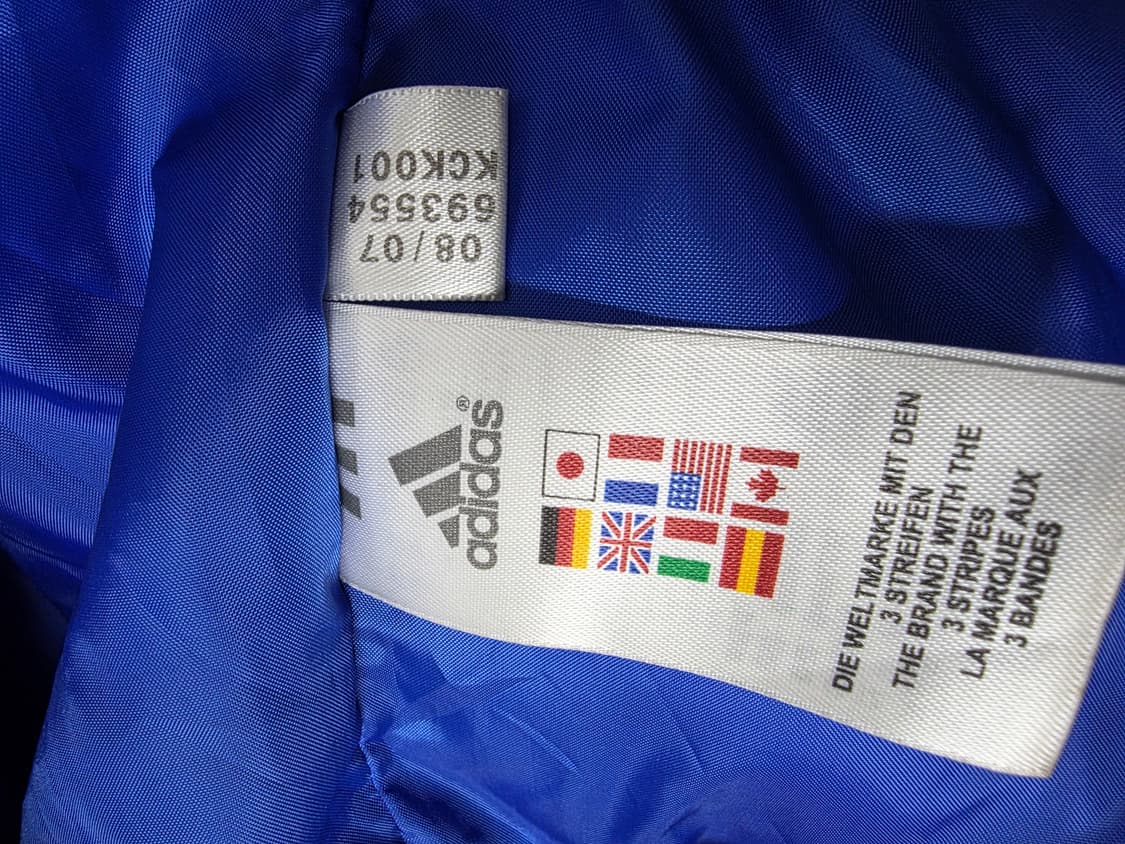 08/07
693554
KCK001
adidas®
DIE WELTMARKE MIT DEN
3 STREIFEN
THE BRAND WITH THE
3 STRIPES
LA MARQUE AUX
3 BANDES